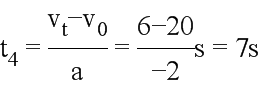 t₄ = (vₜ–v₀)/a = (6–20)/(–2) s = 7s